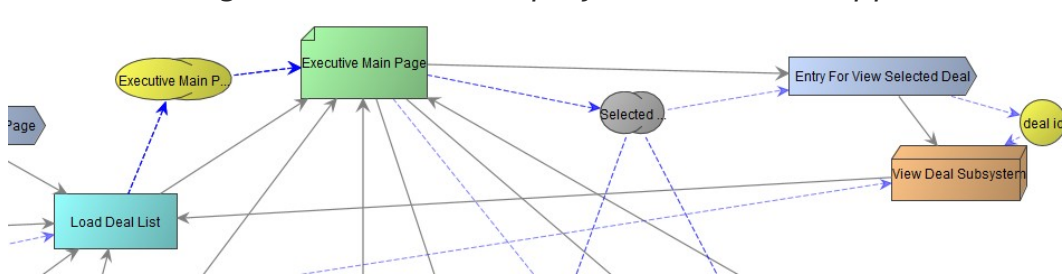 Executive Main Page
Executive Main P...
Entry For View Selected Deal
Selected ...
deal id
Page
View Deal Subsystem
Load Deal List